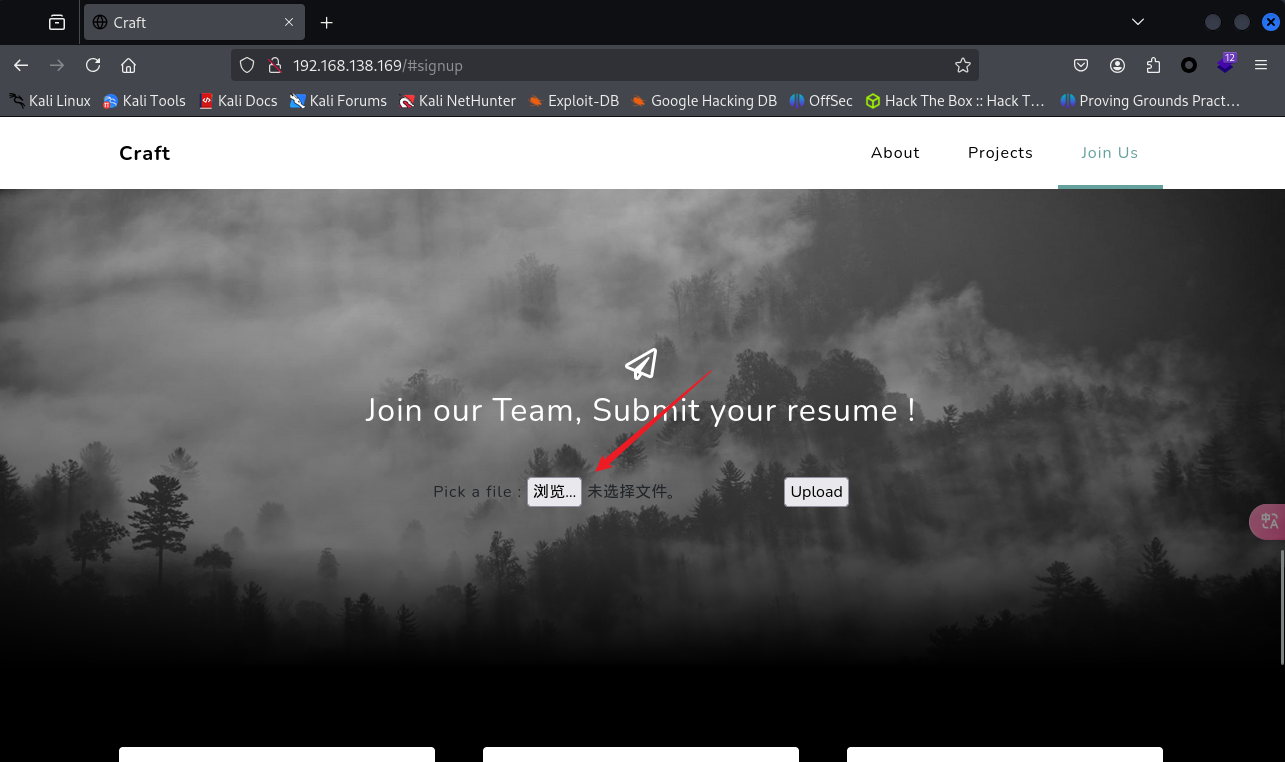 Craft
192.168.138.169/#signup
12
Kali Linux Kali Tools Kali Docs Kali Forums Kali NetHunter Exploit-DB Google Hacking DB OffSec Hack The Box :: Hack T... Proving Grounds Pract...
Craft About Projects Join Us
Join our Team, Submit your resume !
Pick a file : 浏览... 未选择文件。 Upload
中A